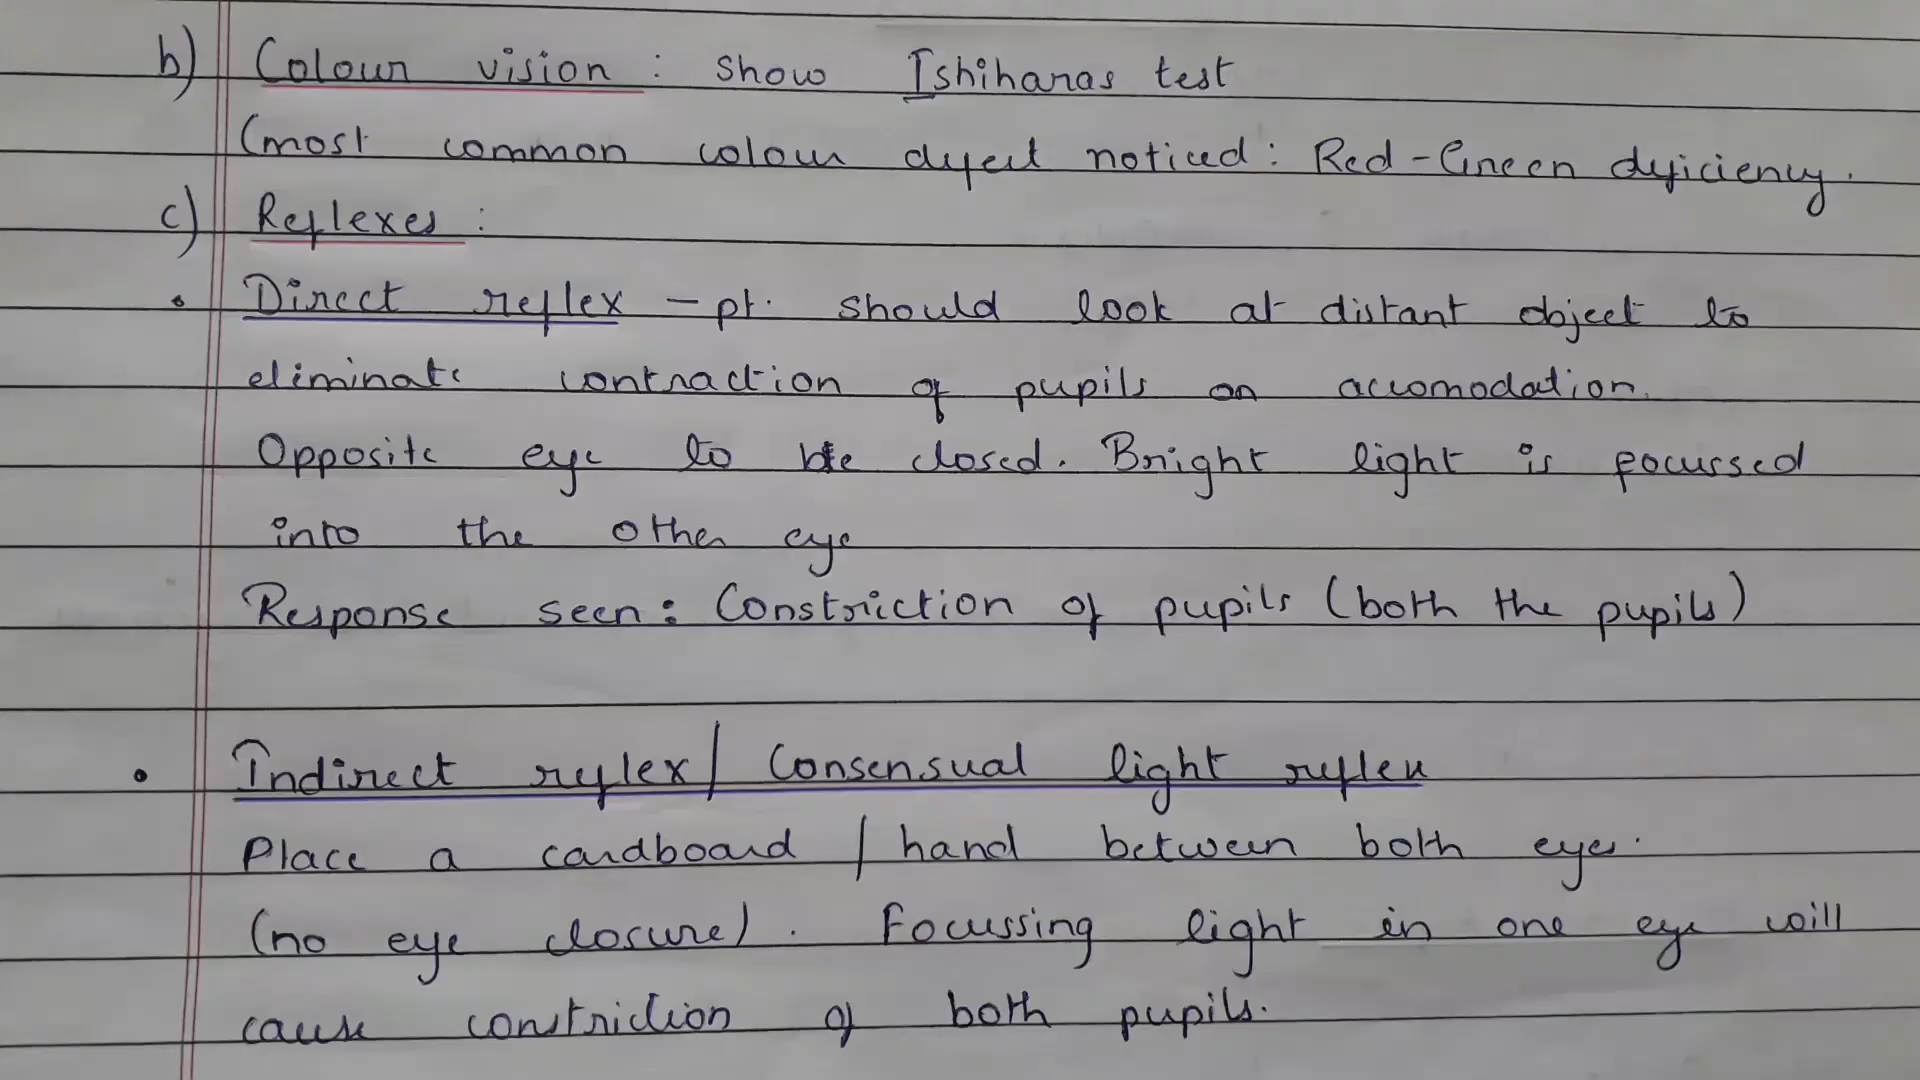 b) Colour vision : show Ishiharas test
(most common colour defect noticed : Red-Green deficiency.
c) Reflexes :
• Direct reflex - pt. should look at distant object to
eliminate contraction of pupils on accomodation.
Opposite eye to be closed. Bright light is focussed
into the other eye
Response seen : Constriction of pupils (both the pupils)
• Indirect reflex / Consensual light reflex
Place a cardboard / hand between both eyes.
(no eye closure). Focussing light in one eye will
cause constriction of both pupils.